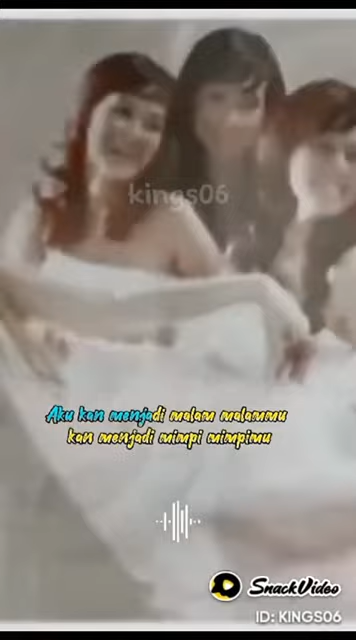 kings06
Aku kan menjadi malam malammu
kan menjadi mimpi mimpimu
SnackVideo
ID: KINGS06